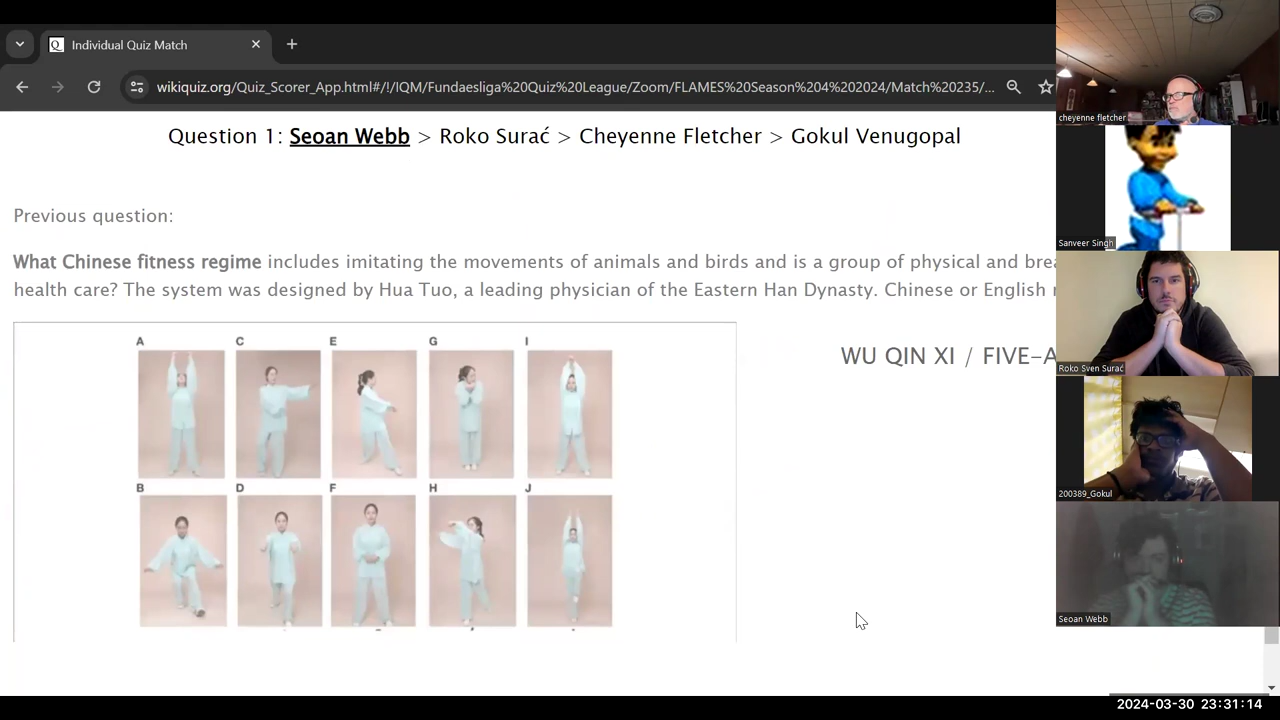 Individual Quiz Match
wikiquiz.org/Quiz_Scorer_App.html#/!/IQM/Fundaesliga%20Quiz%20League/Zoom/FLAMES%20Season%204%202024/Match%2035/...
Question 1: Seoan Webb > Roko Surać > Cheyenne Fletcher > Gokul Venugopal
Previous question:
What Chinese fitness regime includes imitating the movements of animals and birds and is a group of physical and
health care? The system was designed by Hua Tuo, a leading physician of the Eastern Han Dynasty. Chinese or English
A C E G I
WU QIN XI / FIVE-A
B D F H J
cheyenne fletcher
Sanveer Singh
Roko Sven Surać
200389_Gokul
Seoan Webb
2024-03-30 23:31:14